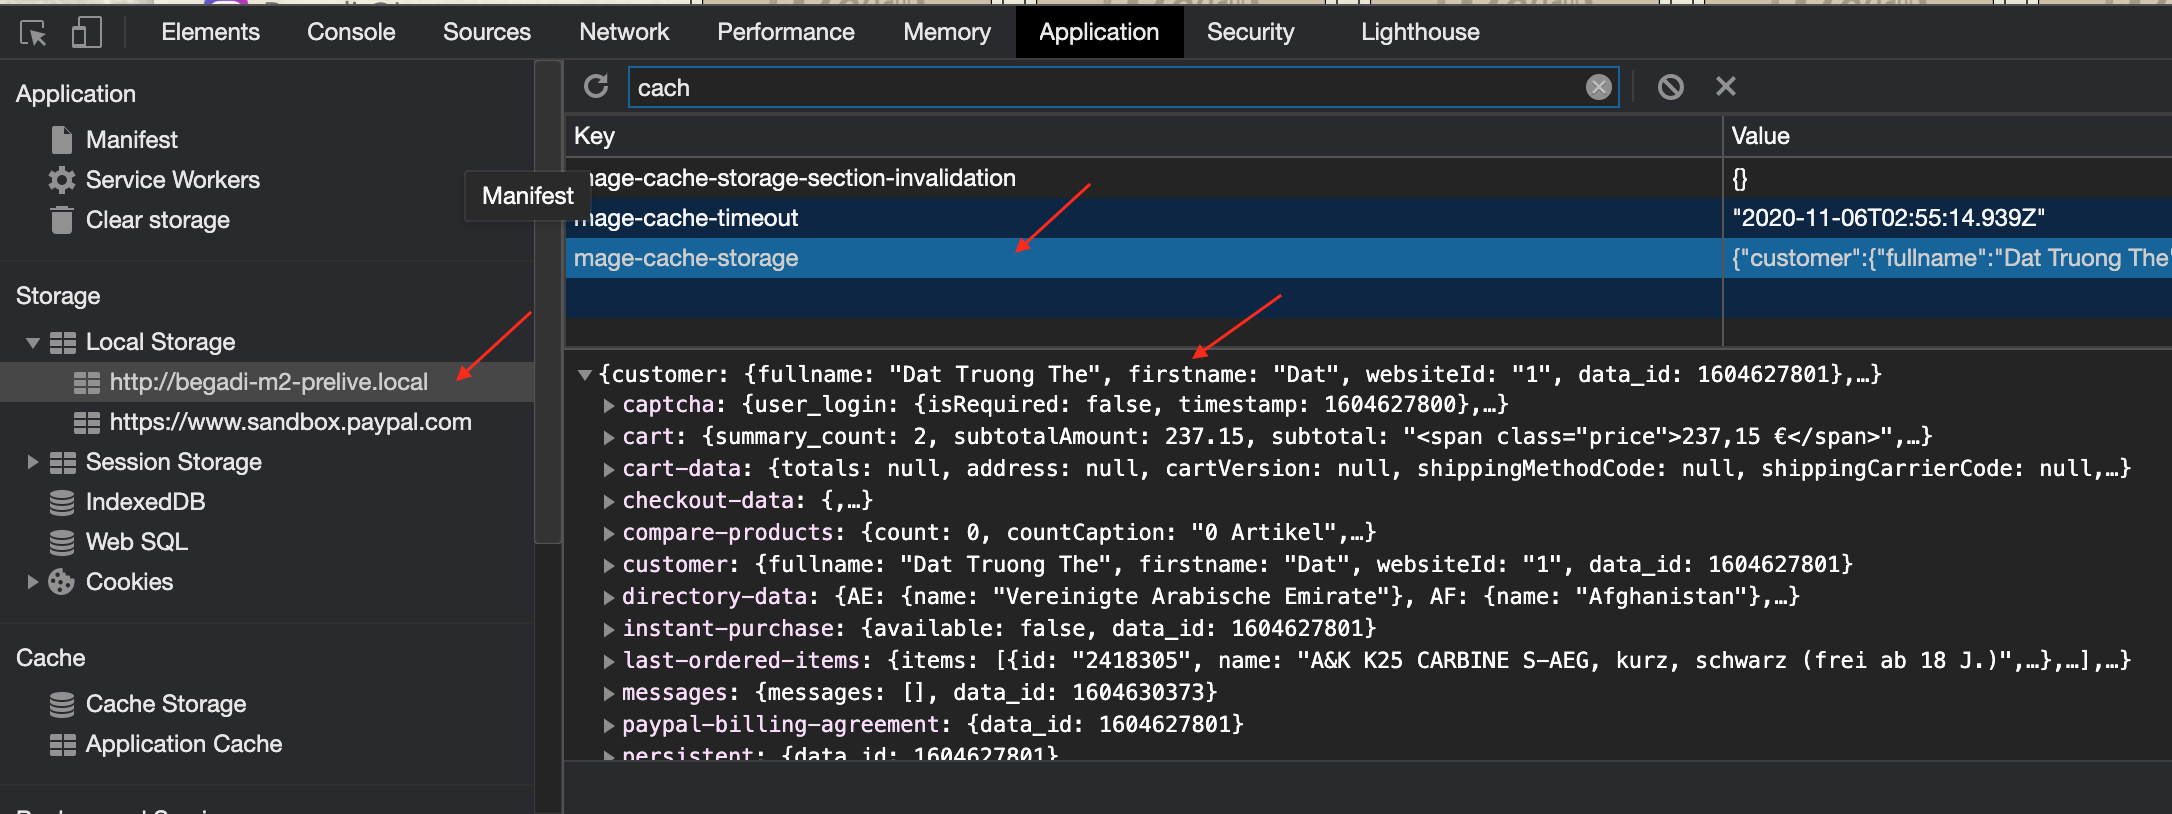 Elements Console Sources Network Performance Memory Application Security Lighthouse
Application
Manifest
Service Workers
Clear storage
Manifest
Storage
Local Storage
http://begadi-m2-prelive.local
https://www.sandbox.paypal.com
Session Storage
IndexedDB
Web SQL
Cookies
Cache
Cache Storage
Application Cache
cach
Key Value
mage-cache-storage-section-invalidation {}
mage-cache-timeout "2020-11-06T02:55:14.939Z"
mage-cache-storage {"customer":{"fullname":"Dat Truong The"
{customer: {fullname: "Dat Truong The", firstname: "Dat", websiteId: "1", data_id: 1604627801},…}
captcha: {user_login: {isRequired: false, timestamp: 1604627800},…}
cart: {summary_count: 2, subtotalAmount: 237.15, subtotal: "<span class="price">237,15 €</span>",…}
cart-data: {totals: null, address: null, cartVersion: null, shippingMethodCode: null, shippingCarrierCode: null,…}
checkout-data: {,…}
compare-products: {count: 0, countCaption: "0 Artikel",…}
customer: {fullname: "Dat Truong The", firstname: "Dat", websiteId: "1", data_id: 1604627801}
directory-data: {AE: {name: "Vereinigte Arabische Emirate"}, AF: {name: "Afghanistan"},…}
instant-purchase: {available: false, data_id: 1604627801}
last-ordered-items: {items: [{id: "2418305", name: "A&K K25 CARBINE S-AEG, kurz, schwarz (frei ab 18 J.)",…},…],…}
messages: {messages: [], data_id: 1604630373}
paypal-billing-agreement: {data_id: 1604627801}
persistent: {data_id: 1604627801}